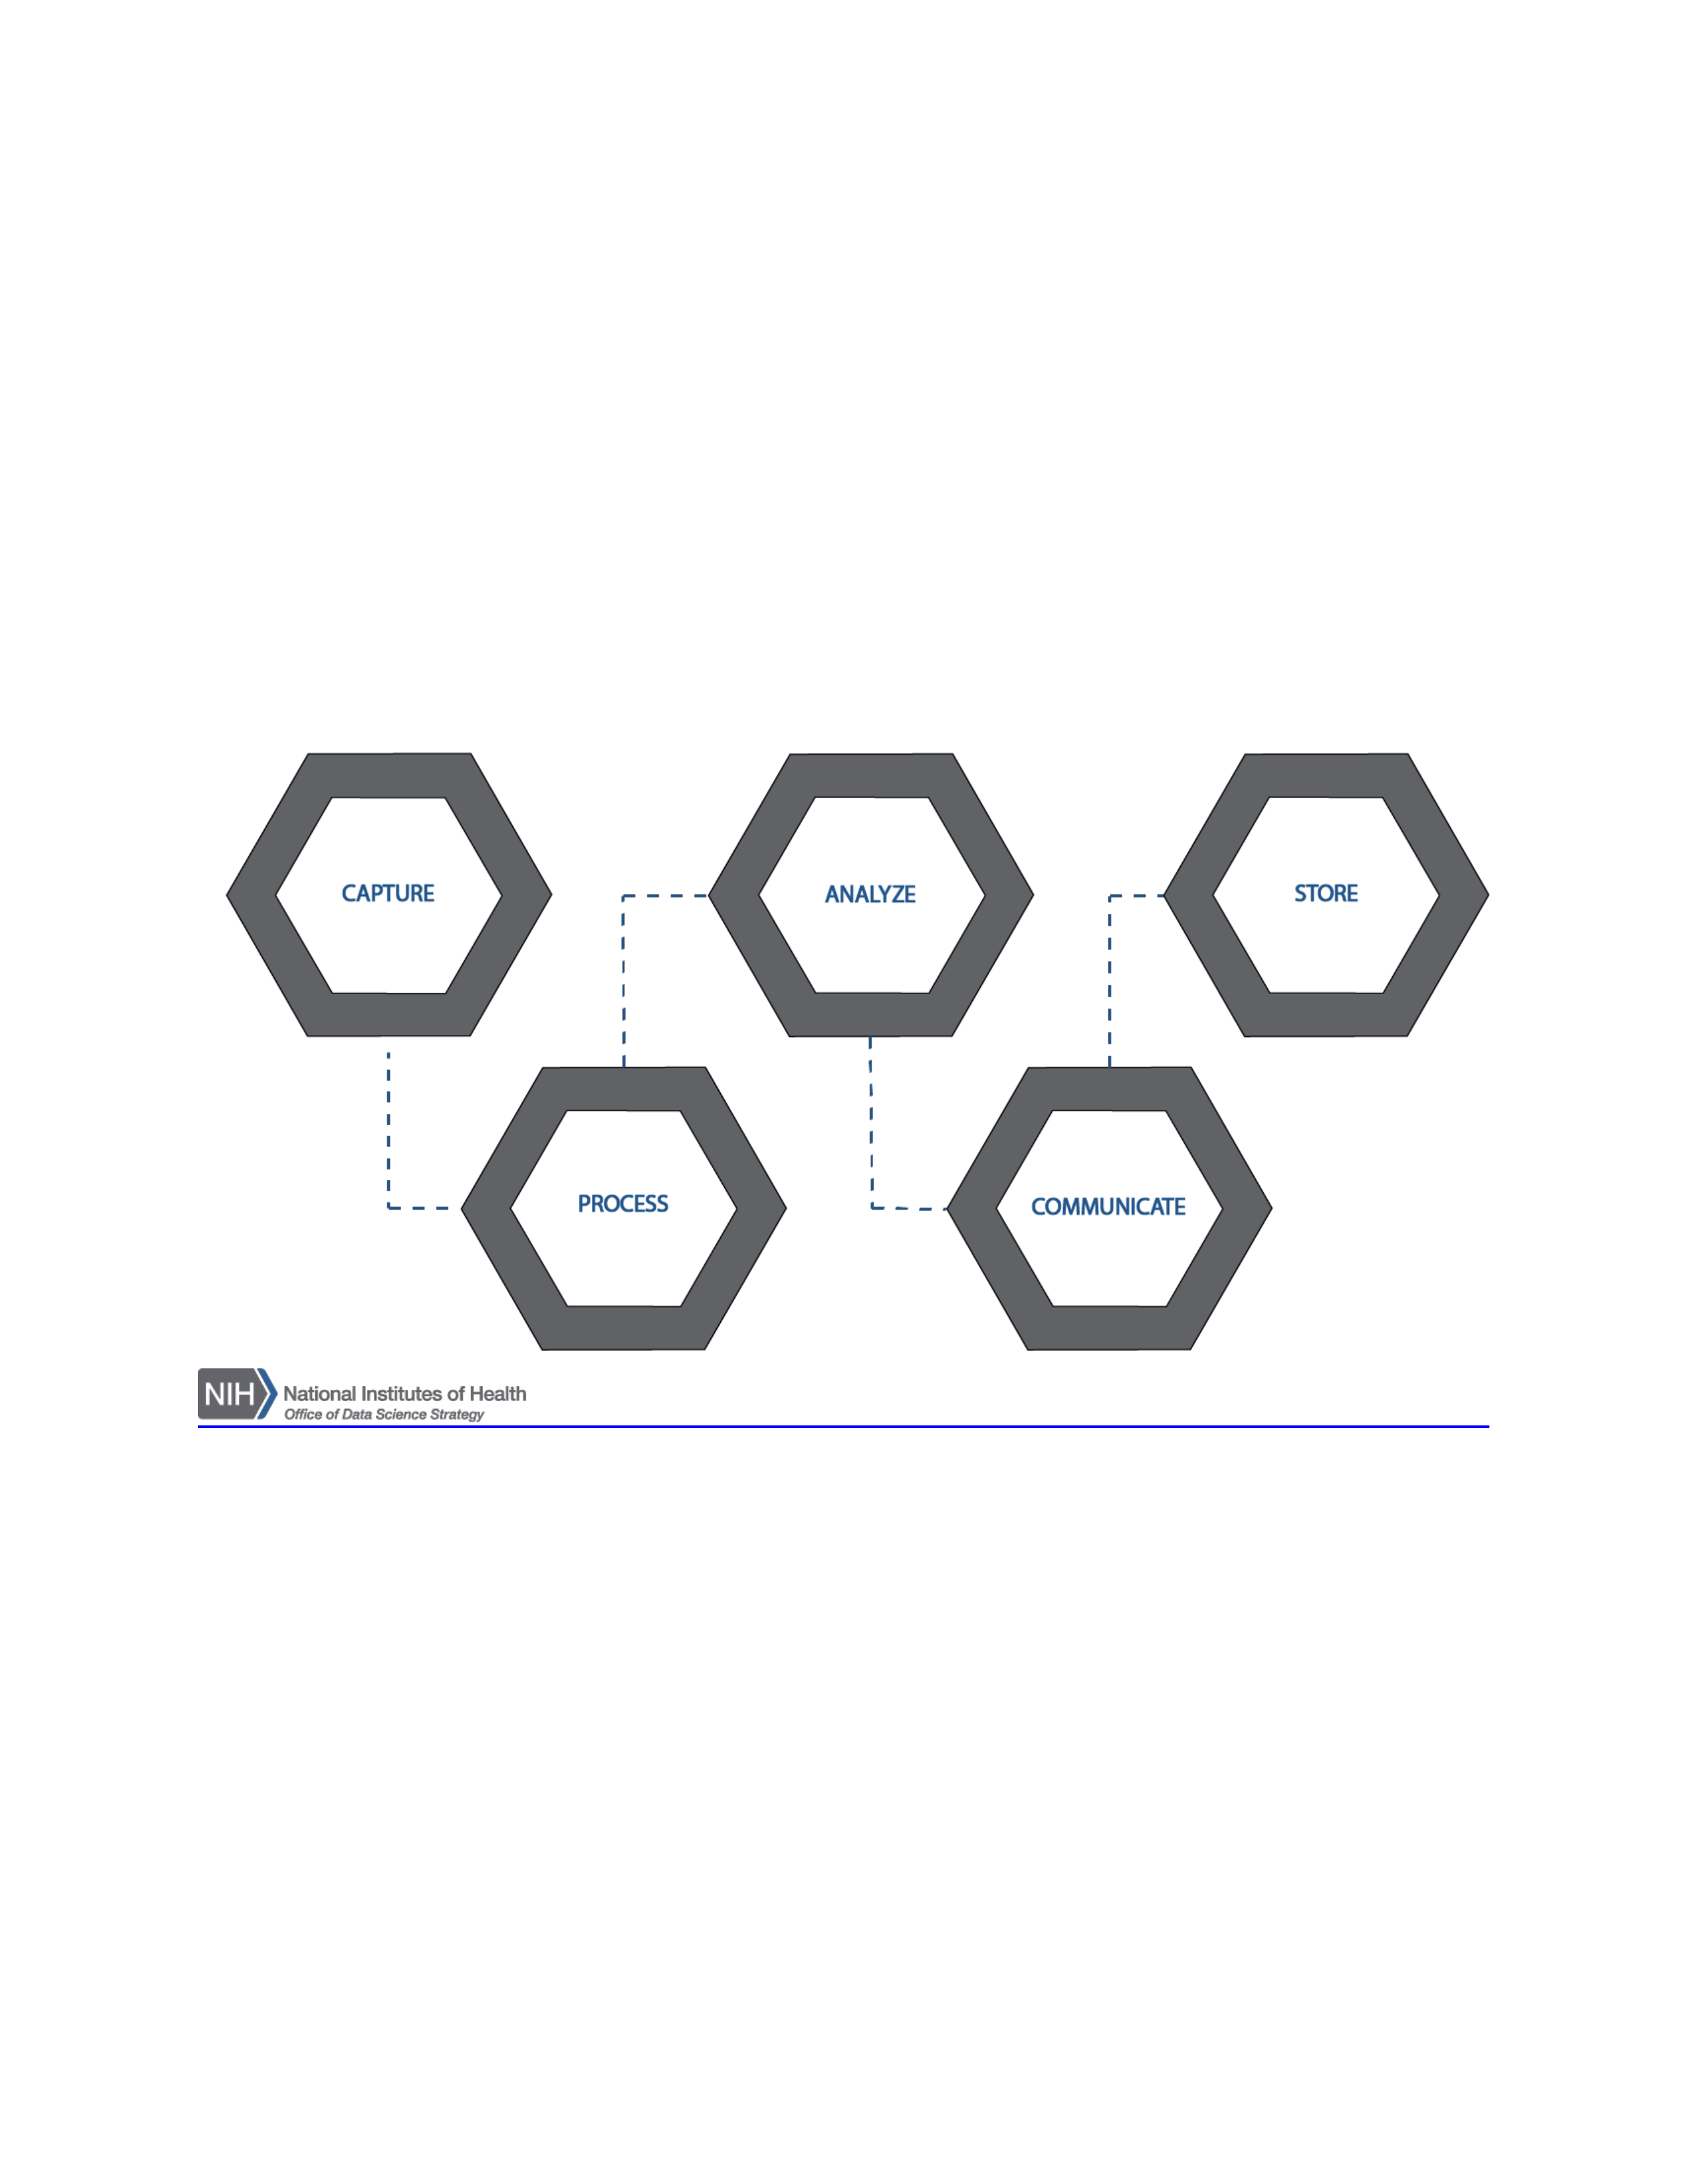 CAPTURE
ANALYZE
STORE
PROCESS
COMMUNICATE
NIH
National Institutes of Health
Office of Data Science Strategy